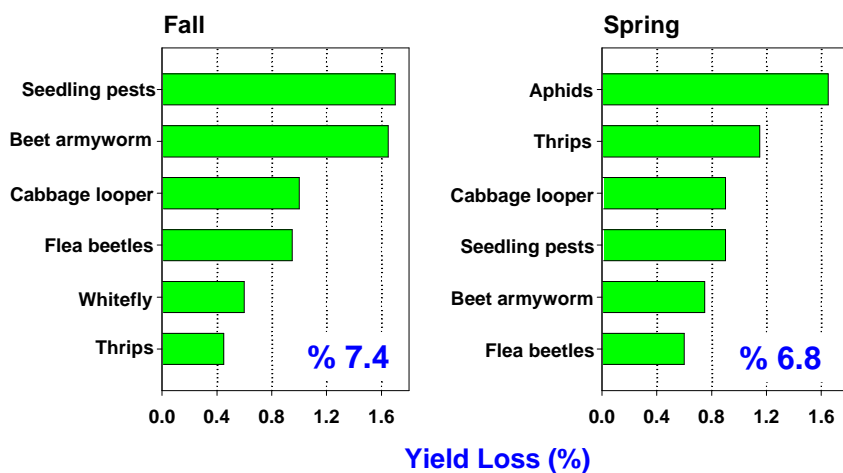 Fall
Seedling pests
Beet armyworm
Cabbage looper
Flea beetles
Whitefly
Thrips
% 7.4
0.0 0.4 0.8 1.2 1.6
Spring
Aphids
Thrips
Cabbage looper
Seedling pests
Beet armyworm
Flea beetles
% 6.8
0.0 0.4 0.8 1.2 1.6
Yield Loss (%)